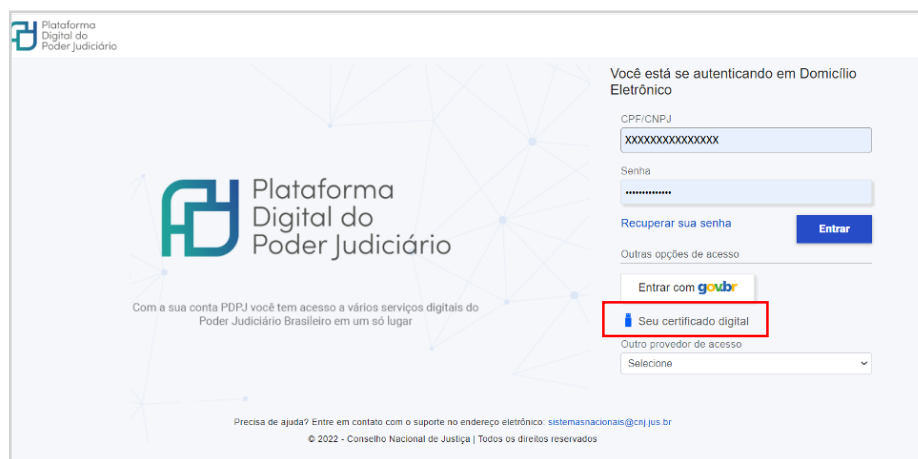 Plataforma
Digital do
Poder Judiciário
Você está se autenticando em Domicílio
Eletrônico
CPF/CNPJ
XXXXXXXXXXXXXXX
Senha
••••••••••••••
Recuperar sua senha
Entrar
Outras opções de acesso
Entrar com gov.br
Seu certificado digital
Outro provedor de acesso
Selecione
Plataforma
Digital do
Poder Judiciário
Com a sua conta PDPJ você tem acesso a vários serviços digitais do
Poder Judiciário Brasileiro em um só lugar
Precisa de ajuda? Entre em contato com o suporte no endereço eletrônico: sistemasnacionais@cnj.jus.br
© 2022 - Conselho Nacional de Justiça | Todos os direitos reservados